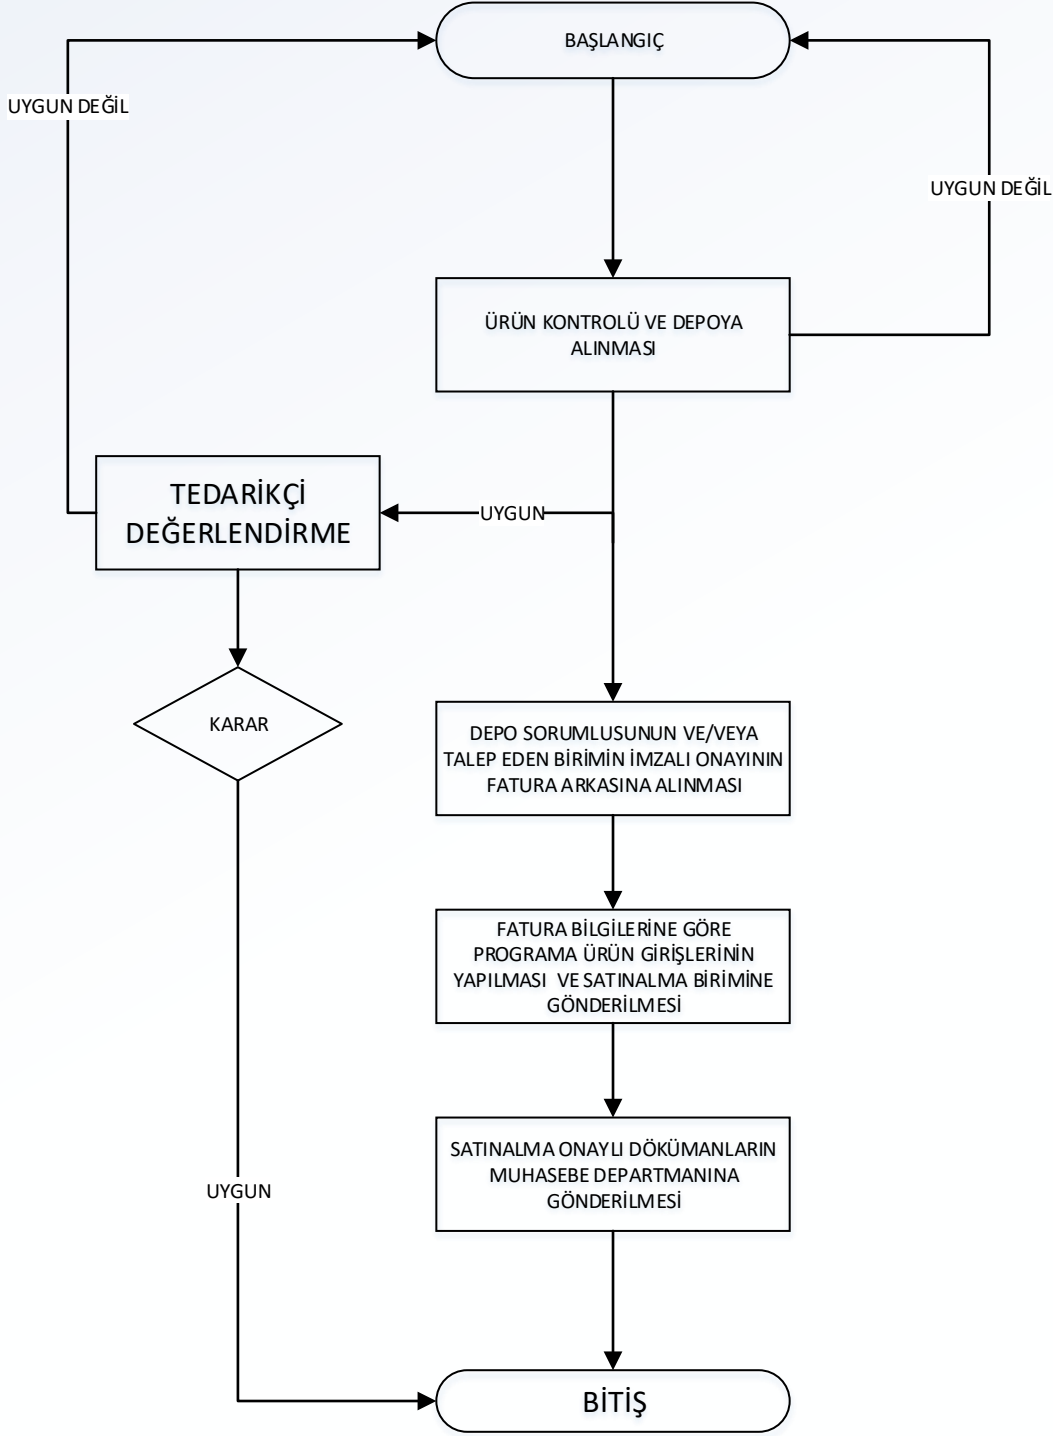 BAŞLANGIÇ
UYGUN DEĞİL
UYGUN DEĞİL
ÜRÜN KONTROLÜ VE DEPOYA
ALINMASI
TEDARİKÇİ
DEĞERLENDİRME
UYGUN
KARAR
DEPO SORUMLUSUNUN VE/VEYA
TALEP EDEN BİRİMİN İMZALI ONAYININ
FATURA ARKASINA ALINMASI
FATURA BİLGİLERİNE GÖRE
PROGRAMA ÜRÜN GİRİŞLERİNİN
YAPILMASI VE SATINALMA BİRİMİNE
GÖNDERİLMESİ
SATINALMA ONAYLI DÖKÜMANLARIN
MUHASEBE DEPARTMANINA
GÖNDERİLMESİ
UYGUN
BİTİŞ